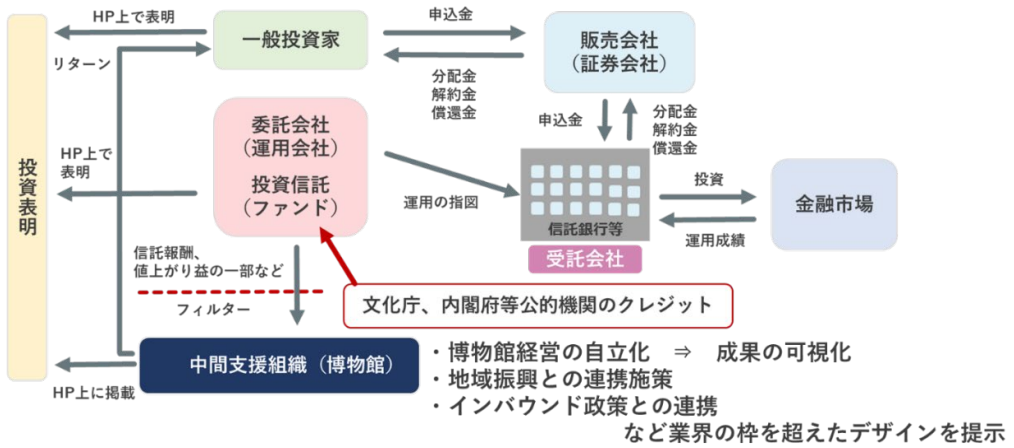 HP上で表明
一般投資家
申込金
販売会社
（証券会社）
リターン
分配金
解約金
償還金
申込金
分配金
解約金
償還金
委託会社
（運用会社）
投資信託
（ファンド）
HP上で
表明
投資表明
運用の指図
信託銀行等
受託会社
投資
運用成績
金融市場
信託報酬、
値上がり益の一部など
フィルター
文化庁、内閣府等公的機関のクレジット
中間支援組織（博物館）
HP上に掲載
・博物館経営の自立化　⇒　成果の可視化
・地域振興との連携施策
・インバウンド政策との連携
など業界の枠を超えたデザインを提示